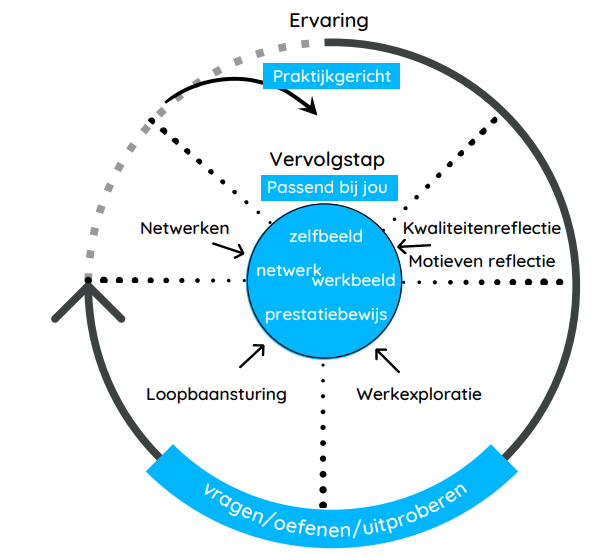 Ervaring
Praktijkgericht
Vervolgstap
Passend bij jou
Netwerken
Kwaliteitenreflectie
zelfbeeld
Motieven reflectie
netwerk
werkbeeld
prestatiebewijs
Loopbaansturing
Werkexploratie
vragen/oefenen/uitproberen